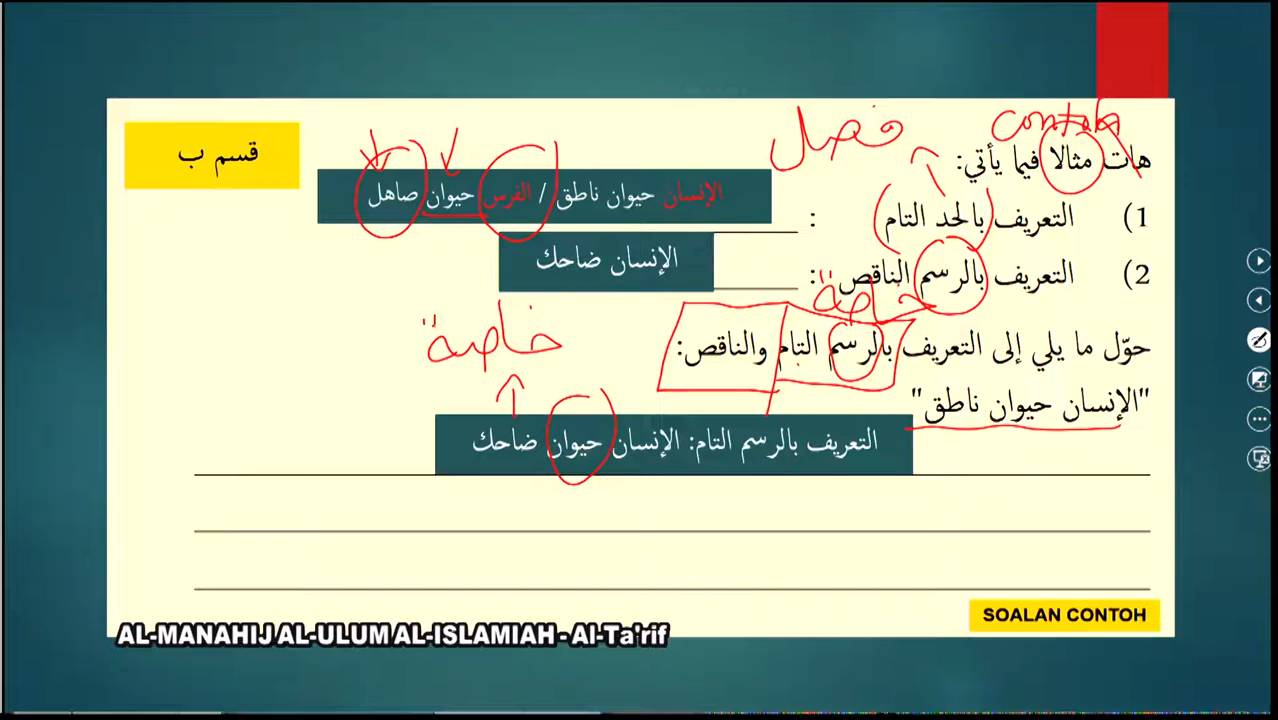 قسم ب
contoh
فصل
هات مثالا فيما يأتي:
1) التعريف بالحد التام : الإنسان حيوان ناطق / الفرس حيوان صاهل
2) التعريف بالرسم الناقص : الإنسان ضاحك
خاصة
حوّل ما يلي إلى التعريف بالرسم التام والناقص:
خاصة
"الإنسان حيوان ناطق"
التعريف بالرسم التام: الإنسان حيوان ضاحك
SOALAN CONTOH
AL-MANAHIJ AL-ULUM AL-ISLAMIAH - Al-Ta'rif